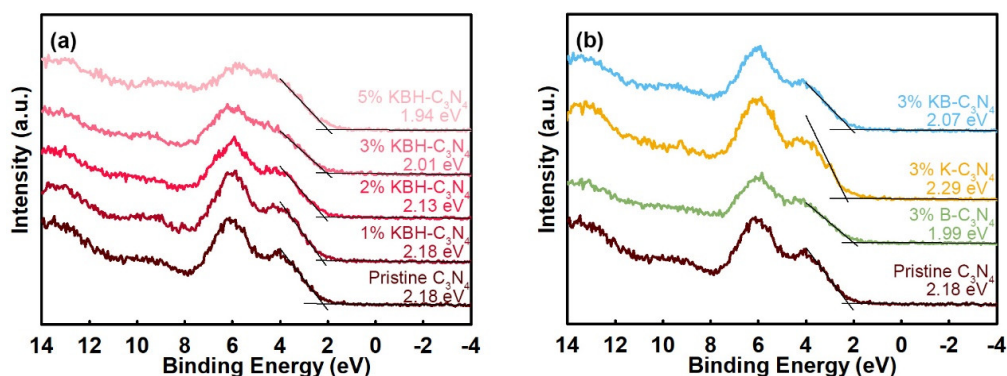 (a)
Intensity (a.u.)
5% KBH-C₃N₄
1.94 eV
3% KBH-C₃N₄
2.01 eV
2% KBH-C₃N₄
2.13 eV
1% KBH-C₃N₄
2.18 eV
Pristine C₃N₄
2.18 eV
14 12 10 8 6 4 2 0 -2 -4
Binding Energy (eV)
(b)
Intensity (a.u.)
3% KB-C₃N₄
2.07 eV
3% K-C₃N₄
2.29 eV
3% B-C₃N₄
1.99 eV
Pristine C₃N₄
2.18 eV
14 12 10 8 6 4 2 0 -2 -4
Binding Energy (eV)